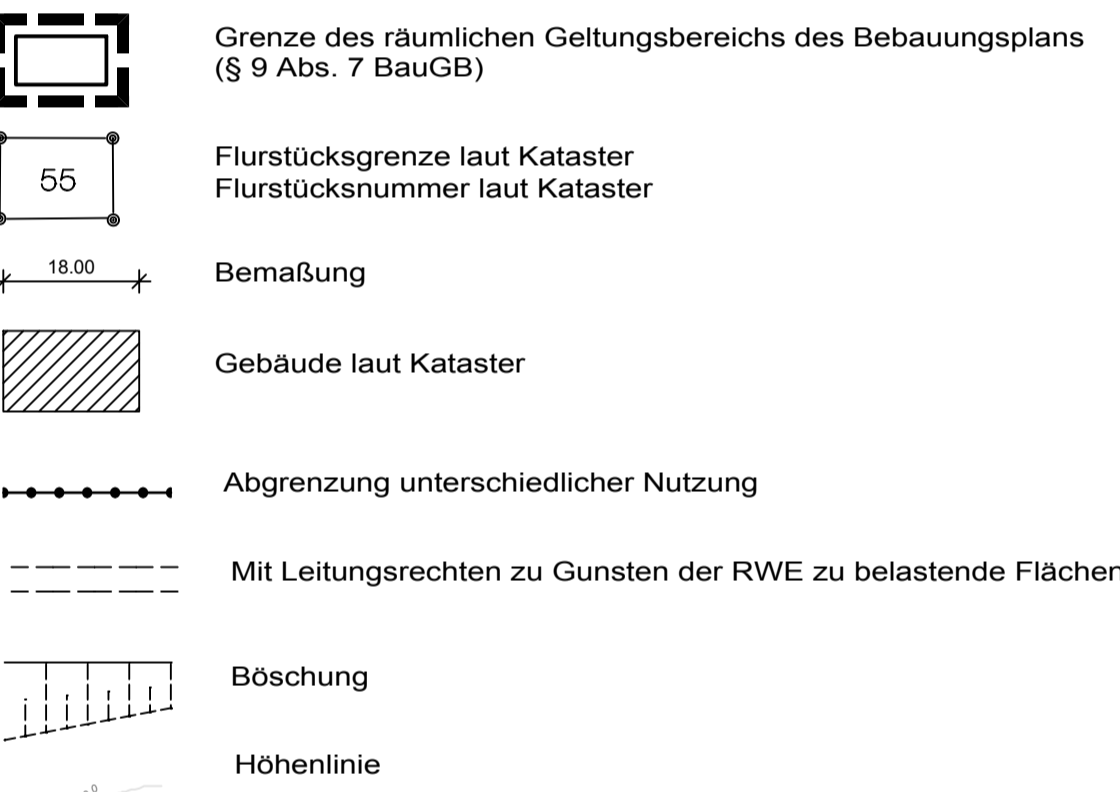 Grenze des räumlichen Geltungsbereichs des Bebauungsplans
(§ 9 Abs. 7 BauGB)
55
Flurstücksgrenze laut Kataster
Flurstücksnummer laut Kataster
18.00
Bemaßung
Gebäude laut Kataster
Abgrenzung unterschiedlicher Nutzung
Mit Leitungsrechten zu Gunsten der RWE zu belastende Flächen
Böschung
Höhenlinie